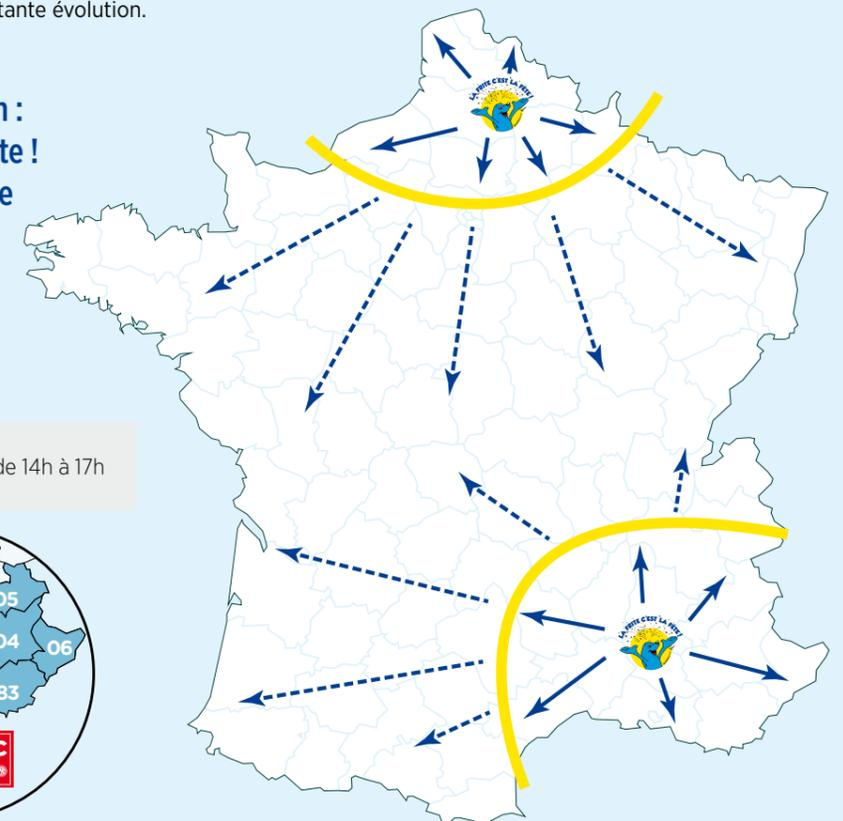 tante évolution.
n :
te !
e
LA FRITE C'EST LA FÊTE !
de 14h à 17h
05
04
06
83
C
LA FRITE C'EST LA FÊTE !